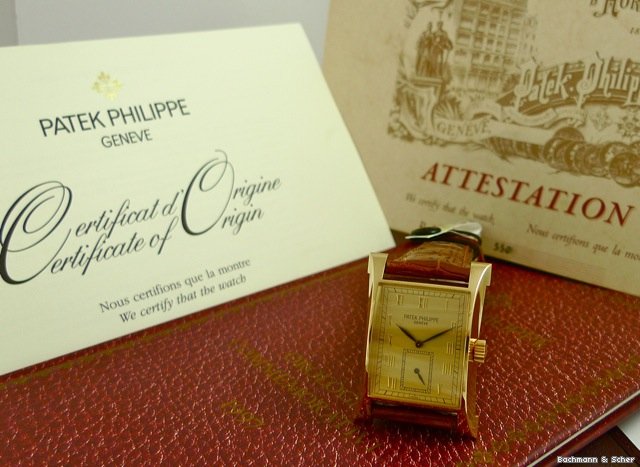 PATEK PHILIPPE
GENEVE
Certificat d'Origine
Certificate of Origin
Nous certifions que la montre
We certify that the watch
Patek Philippe
GENÈVE
ATTESTATION
We certify that the watch
Nous certifions que la
PATEK PHILIPPE
GENEVE
Bachmann & Scher